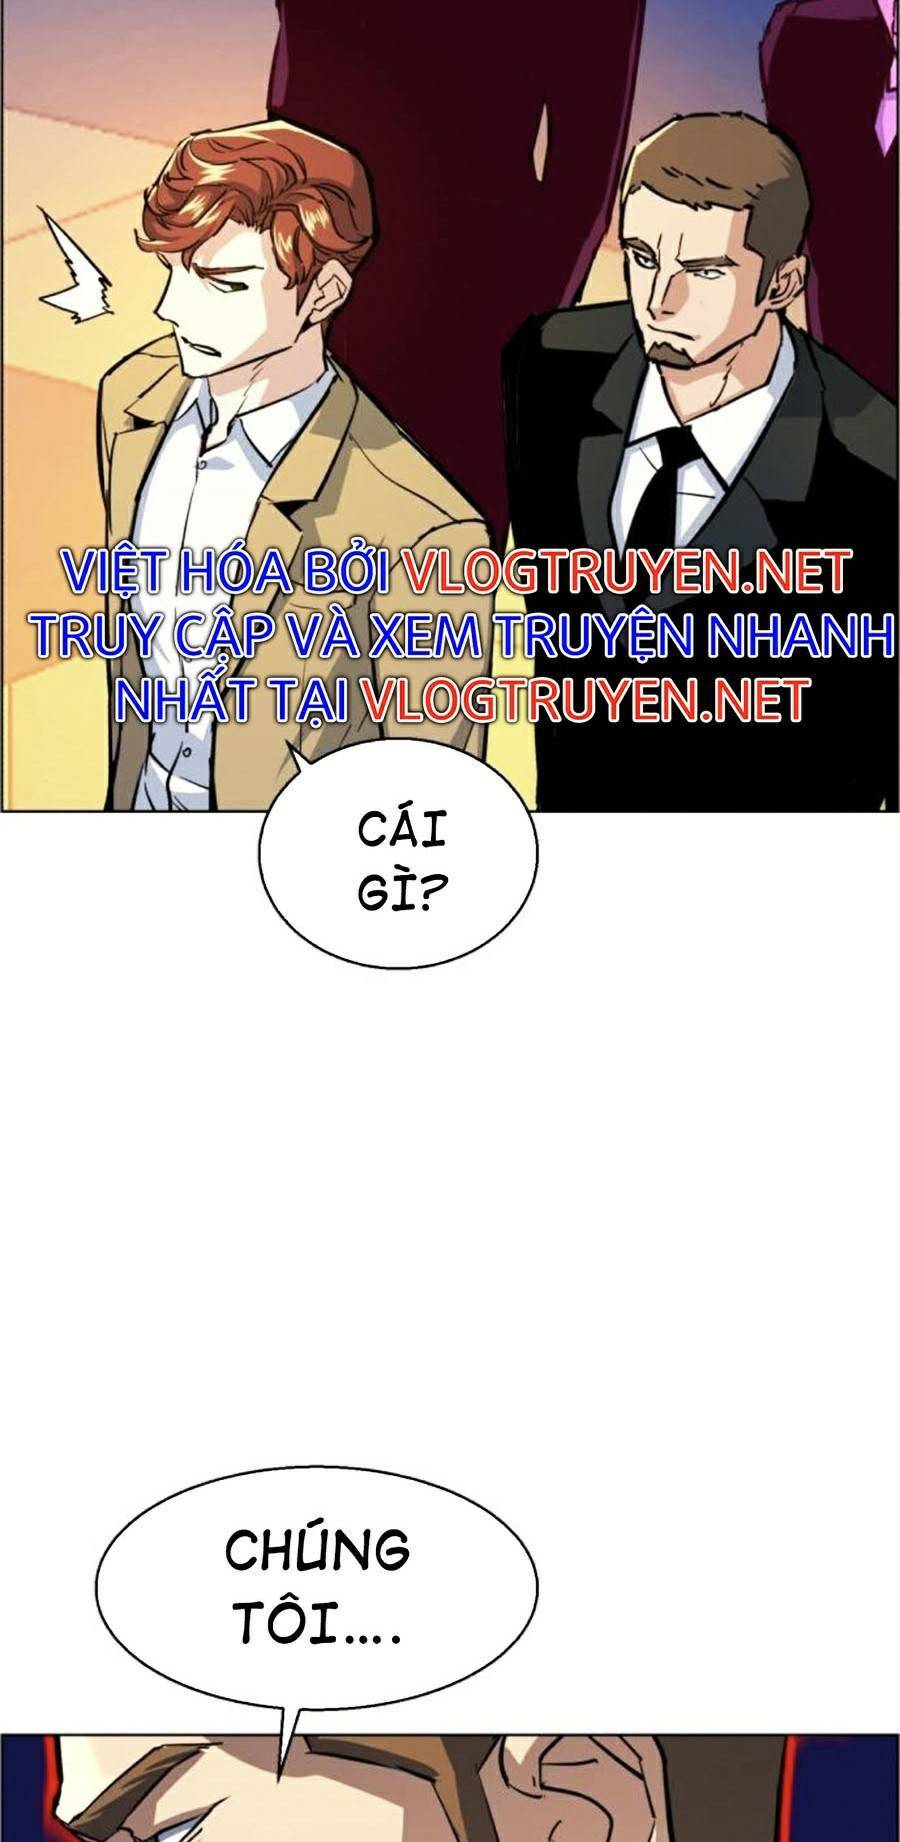 VIỆT HÓA BỞI VLOGTRUYEN.NET
TRUY CẬP VÀ XEM TRUYỆN NHANH
NHẤT TẠI VLOGTRUYEN.NET
CÁI
GÌ?
CHÚNG
TÔI....